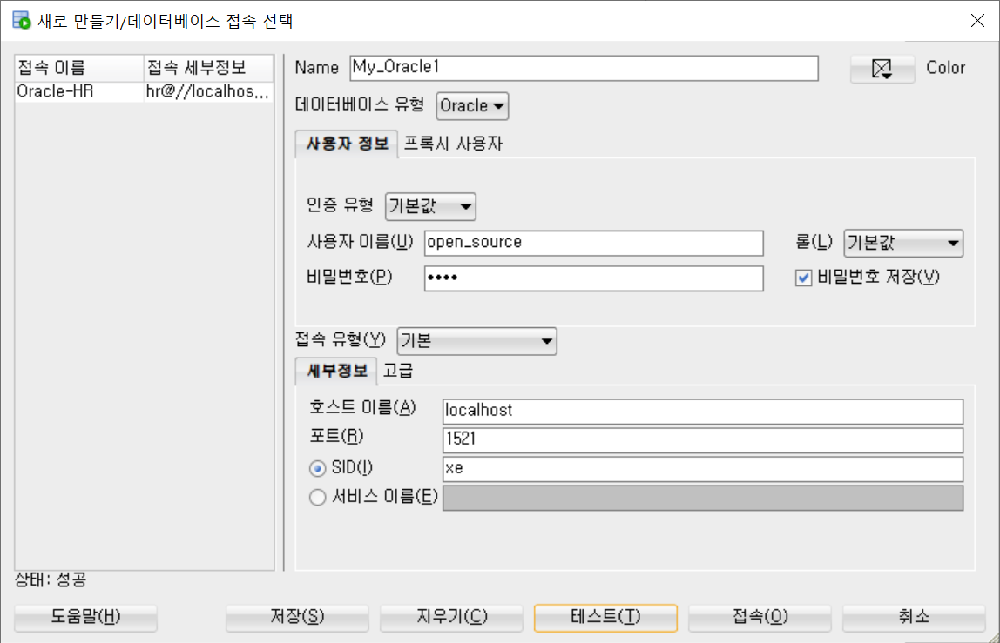 새로 만들기/데이터베이스 접속 선택
접속 이름 접속 세부정보
Oracle-HR hr@//localhos,,,
Name My_Oracle1 Color
데이터베이스 유형 Oracle
사용자 정보 프록시 사용자
인증 유형 기본값
사용자 이름(U) open_source 롤(L) 기본값
비밀번호(P) •••• 비밀번호 저장(V)
접속 유형(Y) 기본
세부정보 고급
호스트 이름(A) localhost
포트(R) 1521
SID(I) xe
서비스 이름(E)
상태: 성공
도움말(H) 저장(S) 지우기(C) 테스트(T) 접속(O) 취소